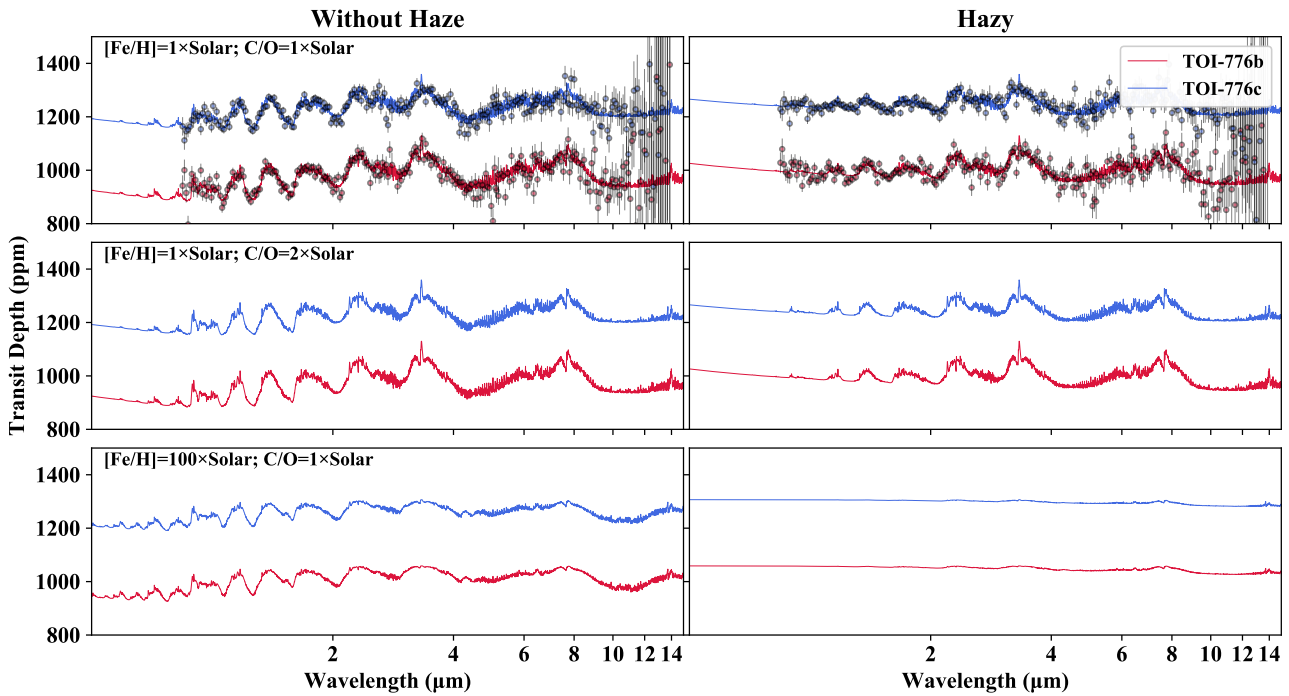 Without Haze
Hazy
[Fe/H]=1×Solar; C/O=1×Solar
TOI-776b
TOI-776c
1400
1200
1000
800
[Fe/H]=1×Solar; C/O=2×Solar
1400
1200
1000
800
[Fe/H]=100×Solar; C/O=1×Solar
1400
1200
1000
800
Transit Depth (ppm)
2 4 6 8 10 12 14
2 4 6 8 10 12 14
Wavelength (μm)
Wavelength (μm)